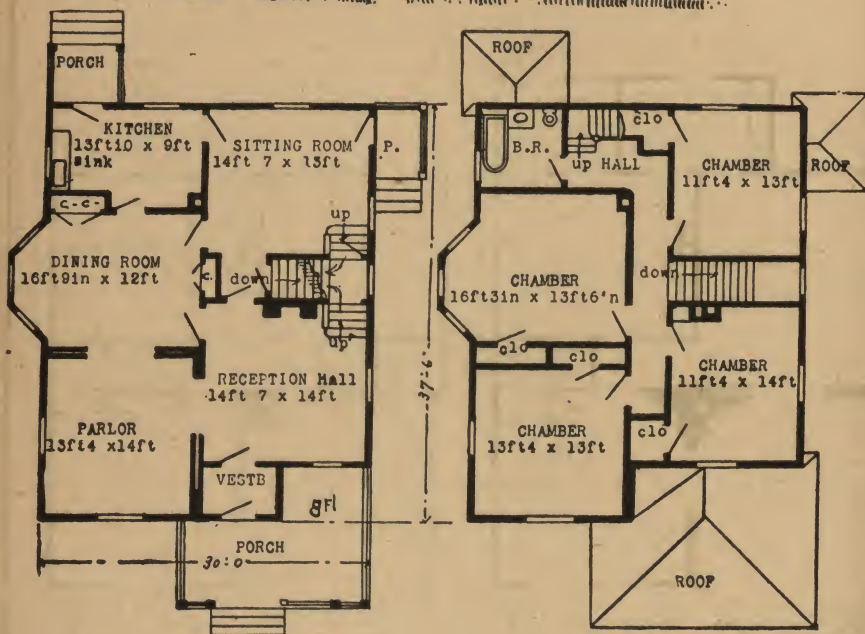 PORCH
KITCHEN
13ft10 x 9ft
sink
SITTING ROOM
14ft 7 x 13ft
P.
C.-C-
up
DINING ROOM
16ft9in x 12ft
C.
down
up
RECEPTION Hall
14ft 7 x 14ft
PARLOR
13ft4 x14ft
VESTB
PORCH
30:0
37:6"
ROOF
clo
B.R.
up HALL
CHAMBER
11ft4 x 13ft
ROOF
CHAMBER
16ft3in x 13ft6'n
down
clo
clo
CHAMBER
11ft4 x 14ft
CHAMBER
13ft4 x 13ft
clo
ROOF